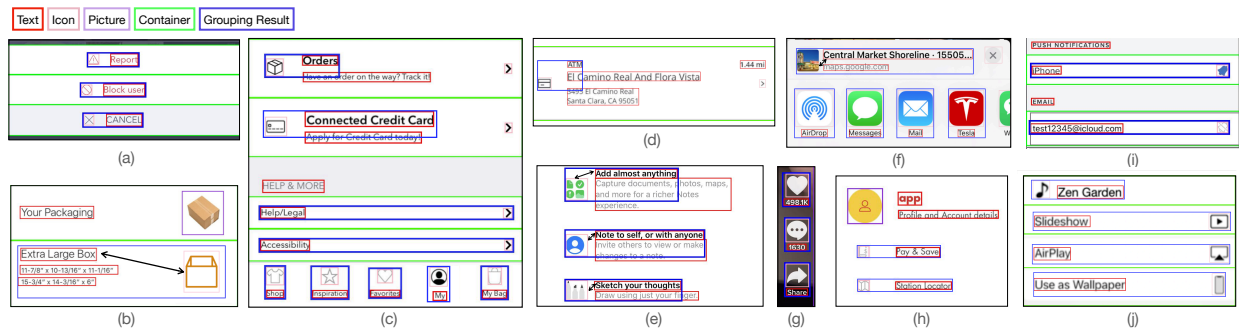 Text
Icon
Picture
Container
Grouping Result
Report
Block user
CANCEL
(a)
Your Packaging
Extra Large Box
11-7/8" x 10-13/16" x 11-1/16"
15-3/4" x 14-3/16" x 6"
(b)
Orders
Have an order on the way? Track it!
Connected Credit Card
Apply for Credit Card today!
HELP & MORE
Help/Legal
Accessibility
Shop
Inspiration
Favorites
My
My Bag
(c)
ATM
1.44 mi
El Camino Real And Flora Vista
3495 El Camino Real
Santa Clara, CA 95051
(d)
Add almost anything
Capture documents, photos, maps,
and more for a richer Notes
experience.
Note to self, or with anyone
Invite others to view or make
changes to a note.
Sketch your thoughts
Draw using just your finger.
(e)
Central Market Shoreline · 15505...
maps.google.com
AirDrop
Messages
Mail
Tesla
(f)
498.1K
1630
Share
(g)
app
Profile and Account details
Pay & Save
Station Locator
(h)
PUSH NOTIFICATIONS
iPhone
EMAIL
test12345@icloud.com
(i)
Zen Garden
Slideshow
AirPlay
Use as Wallpaper
(j)